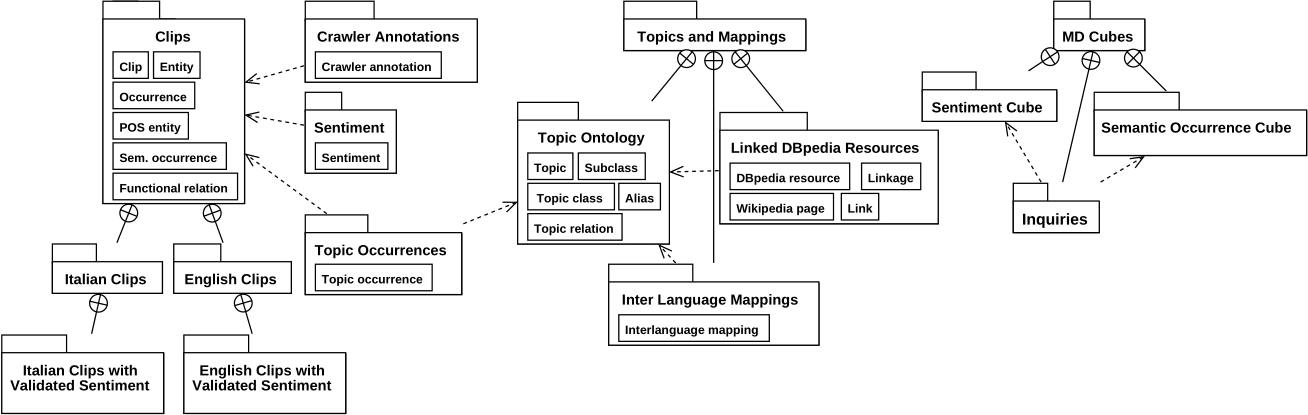 Clips
Clip Entity
Occurrence
POS entity
Sem. occurrence
Functional relation
Crawler Annotations
Crawler annotation
Sentiment
Sentiment
Topic Occurrences
Topic occurrence
Italian Clips
English Clips
Italian Clips with
Validated Sentiment
English Clips with
Validated Sentiment
Topics and Mappings
Topic Ontology
Topic Subclass
Topic class Alias
Topic relation
Linked DBpedia Resources
DBpedia resource Linkage
Wikipedia page Link
Inter Language Mappings
Interlanguage mapping
MD Cubes
Sentiment Cube
Semantic Occurrence Cube
Inquiries